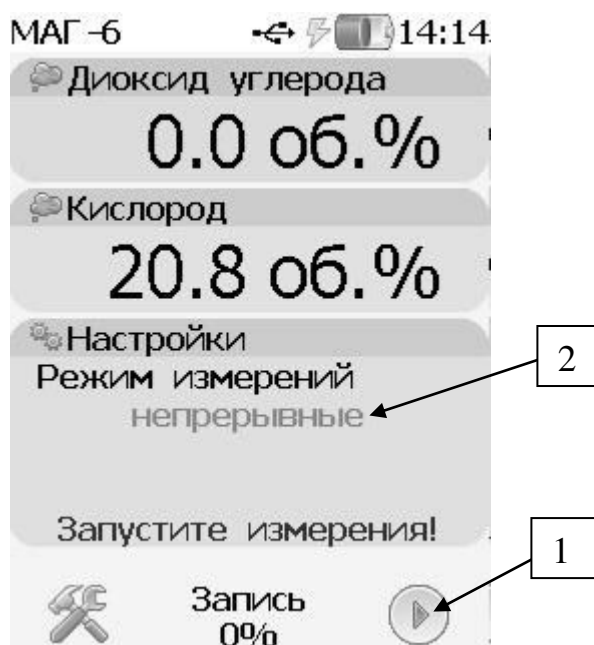 МАГ-6 14:14
Диоксид углерода
0.0 об.%
Кислород
20.8 об.%
Настройки
Режим измерений
непрерывные
2
Запустите измерения!
1
Запись
0%